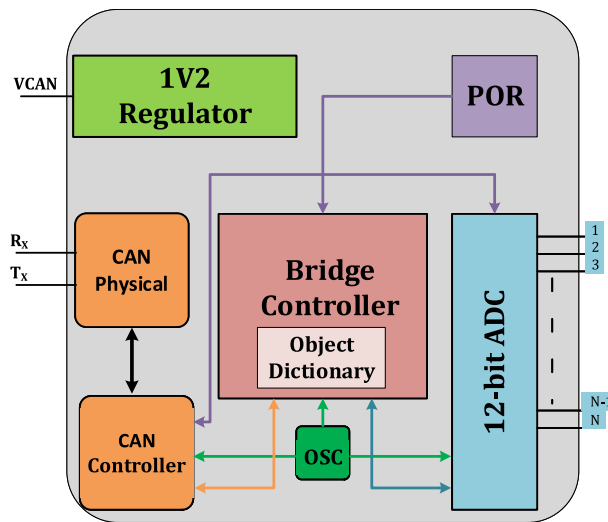 1V2
Regulator
POR
VCAN
RX
TX
CAN
Physical
Bridge
Controller
Object
Dictionary
12-bit ADC
1
2
3
N-1
N
CAN
Controller
OSC